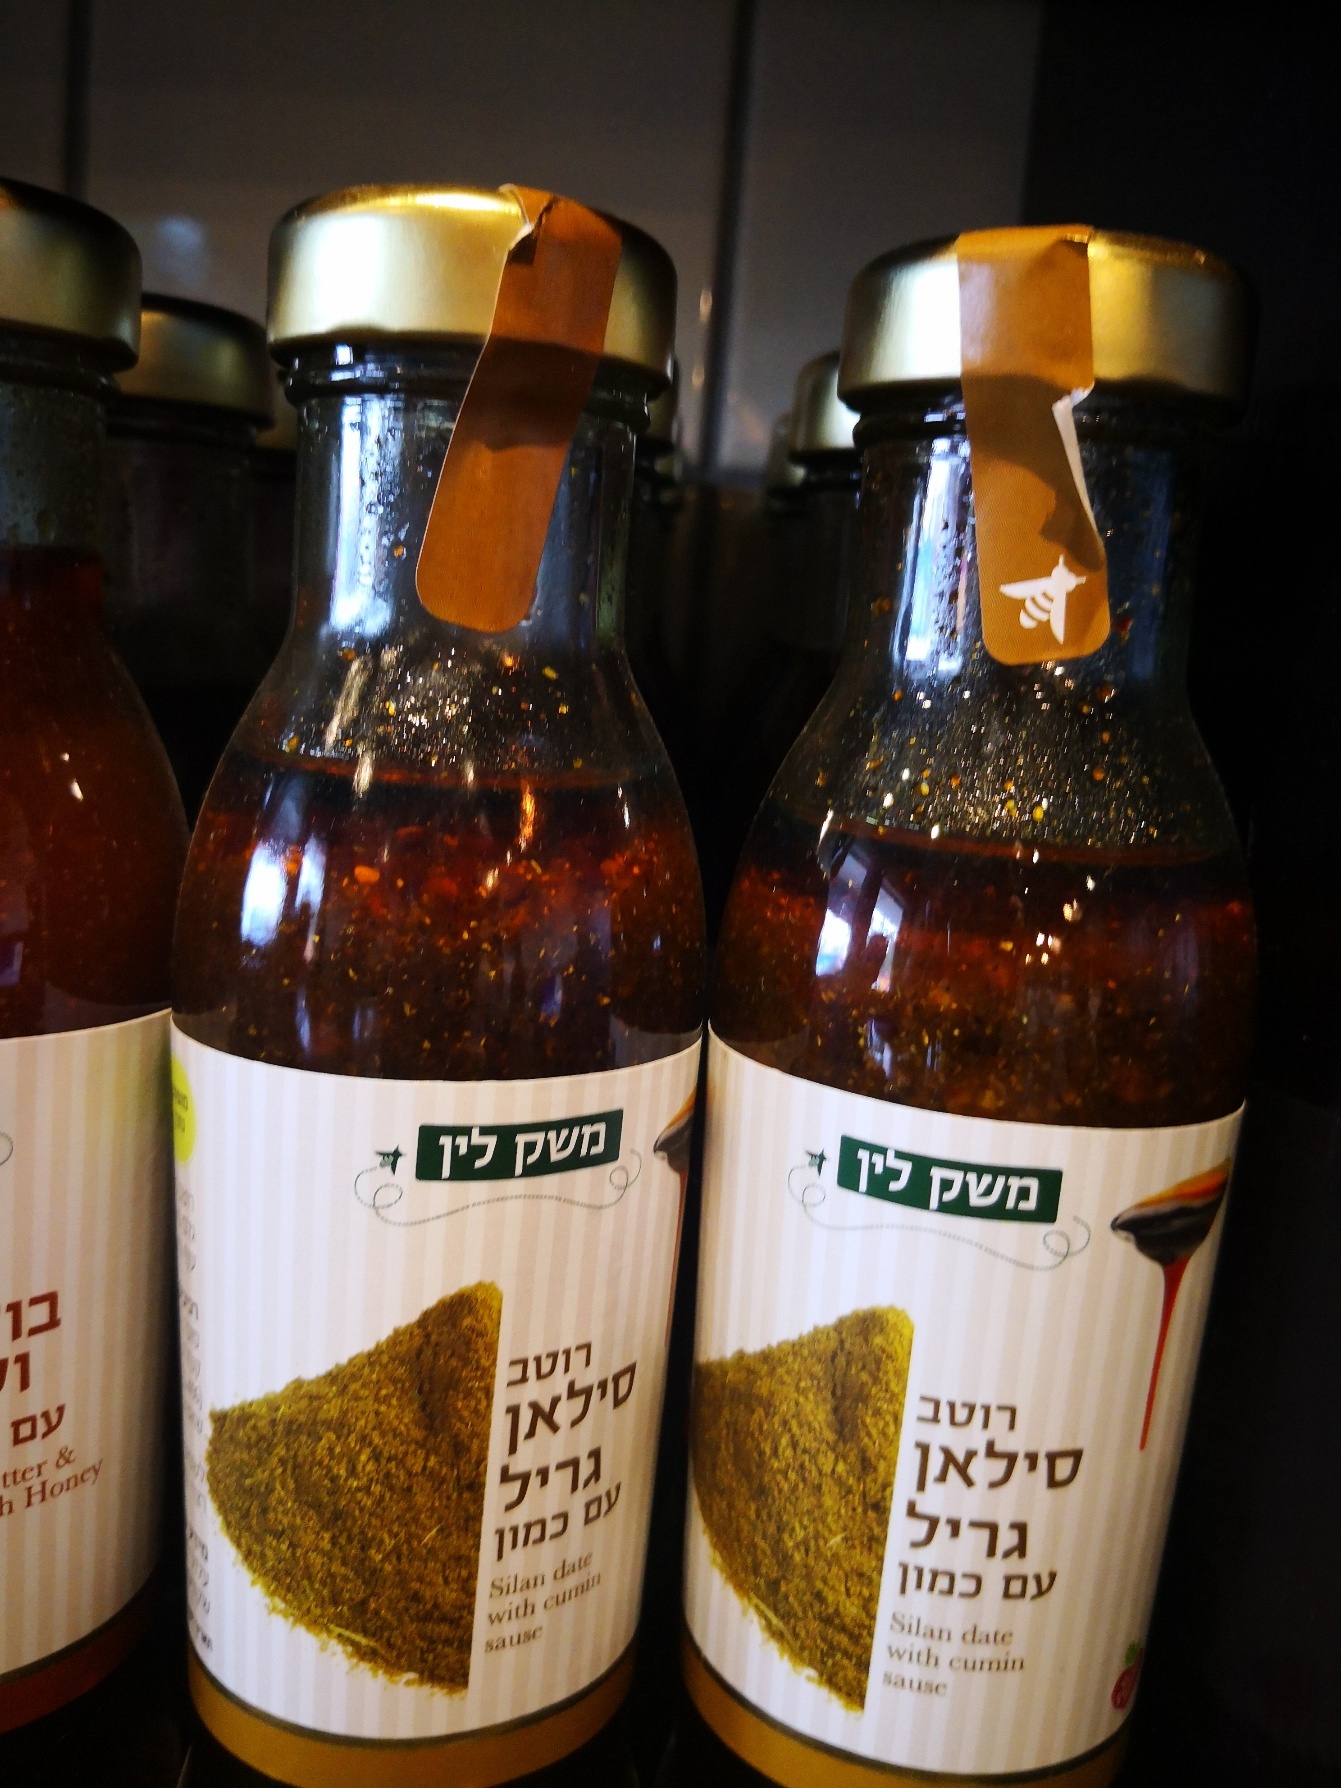 משק לין
רוטב
סילאן
גריל
עם כמון
Silan date
with cumin
sause
משק לין
רוטב
סילאן
גריל
עם כמון
Silan date
with cumin
sause
עם
&
Honey